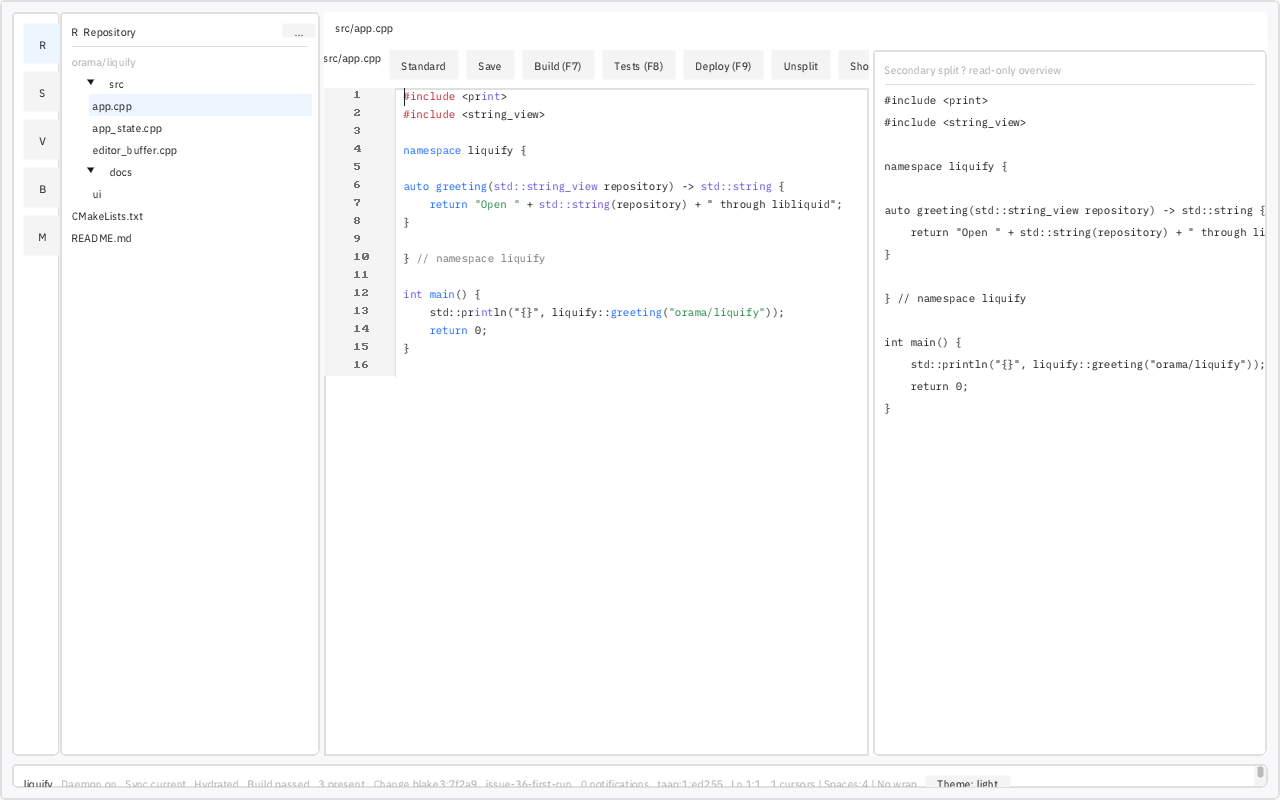 R
S
V
B
M
R Repository
...
orama/liquify
src
app.cpp
app_state.cpp
editor_buffer.cpp
docs
ui
CMakeLists.txt
README.md
src/app.cpp
src/app.cpp Standard Save Build (F7) Tests (F8) Deploy (F9) Unsplit Sho
1 #include <print>
2 #include <string_view>
3
4 namespace liquify {
5
6 auto greeting(std::string_view repository) -> std::string {
7     return "Open " + std::string(repository) + " through libliquid";
8 }
9
10 } // namespace liquify
11
12 int main() {
13     std::println("{}", liquify::greeting("orama/liquify"));
14     return 0;
15 }
16
Secondary split ? read-only overview
#include <print>
#include <string_view>
namespace liquify {
auto greeting(std::string_view repository) -> std::string {
    return "Open " + std::string(repository) + " through li
}
} // namespace liquify
int main() {
    std::println("{}", liquify::greeting("orama/liquify"));
    return 0;
}
liquify Daemon on Sync current Hydrated Build passed 3 present Change blake3:7f2a9 issue-36-first-run 0 notifications taap:1:ed255 Ln 1:1 1 cursors | Spaces:4 | No wrap Theme: light